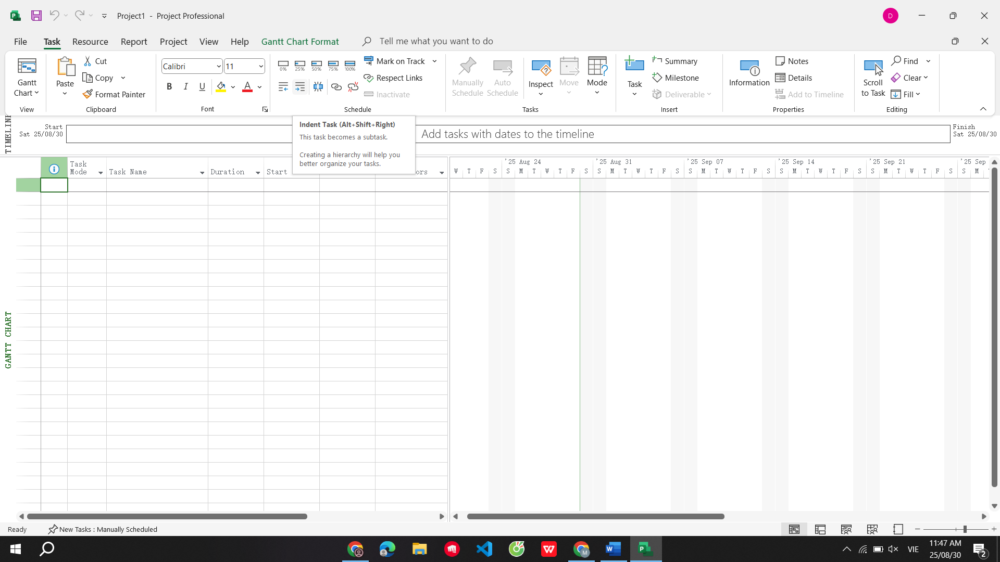 Project1 - Project Professional
D
File Task Resource Report Project View Help Gantt Chart Format Tell me what you want to do
Gantt Chart
View
Paste
Cut
Copy
Format Painter
Clipboard
Calibri 11
B I U A
Font
0% 25% 50% 75% 100%
Mark on Track
Respect Links
Inactivate
Schedule
Manually Schedule
Auto Schedule
Inspect
Move
Mode
Tasks
Task
Summary
Milestone
Deliverable
Insert
Information
Notes
Details
Add to Timeline
Properties
Scroll to Task
Find
Clear
Fill
Editing
TIMELINE
Start
Sat 25/08/30
Add tasks with dates to the timeline
Finish
Sat 25/08/30
Indent Task (Alt+Shift+Right)
This task becomes a subtask.
Creating a hierarchy will help you
better organize your tasks.
Task Mode Task Name Duration Start ors
'25 Aug 24 '25 Aug 31 '25 Sep 07 '25 Sep 14 '25 Sep 21 '25 Sep
W T F S S M T W T F S S M T W T F S S M T W T F S S M T W T F S S M T W T F S S M
GANTT CHART
Ready New Tasks : Manually Scheduled
VIE
11:47 AM
25/08/30
2